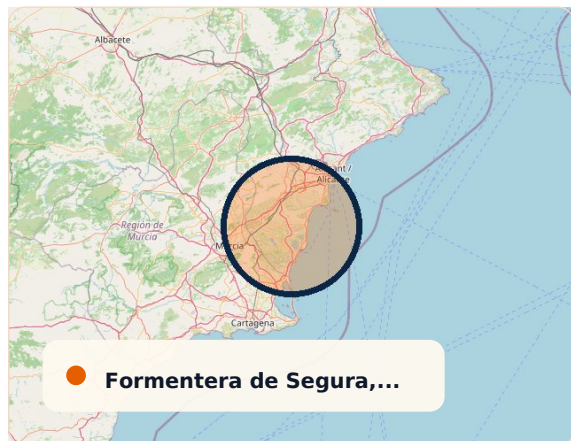 Albacete
Alacant /
Alicante
Región de
Murcia
Murcia
Cartagena
Formentera de Segura,...